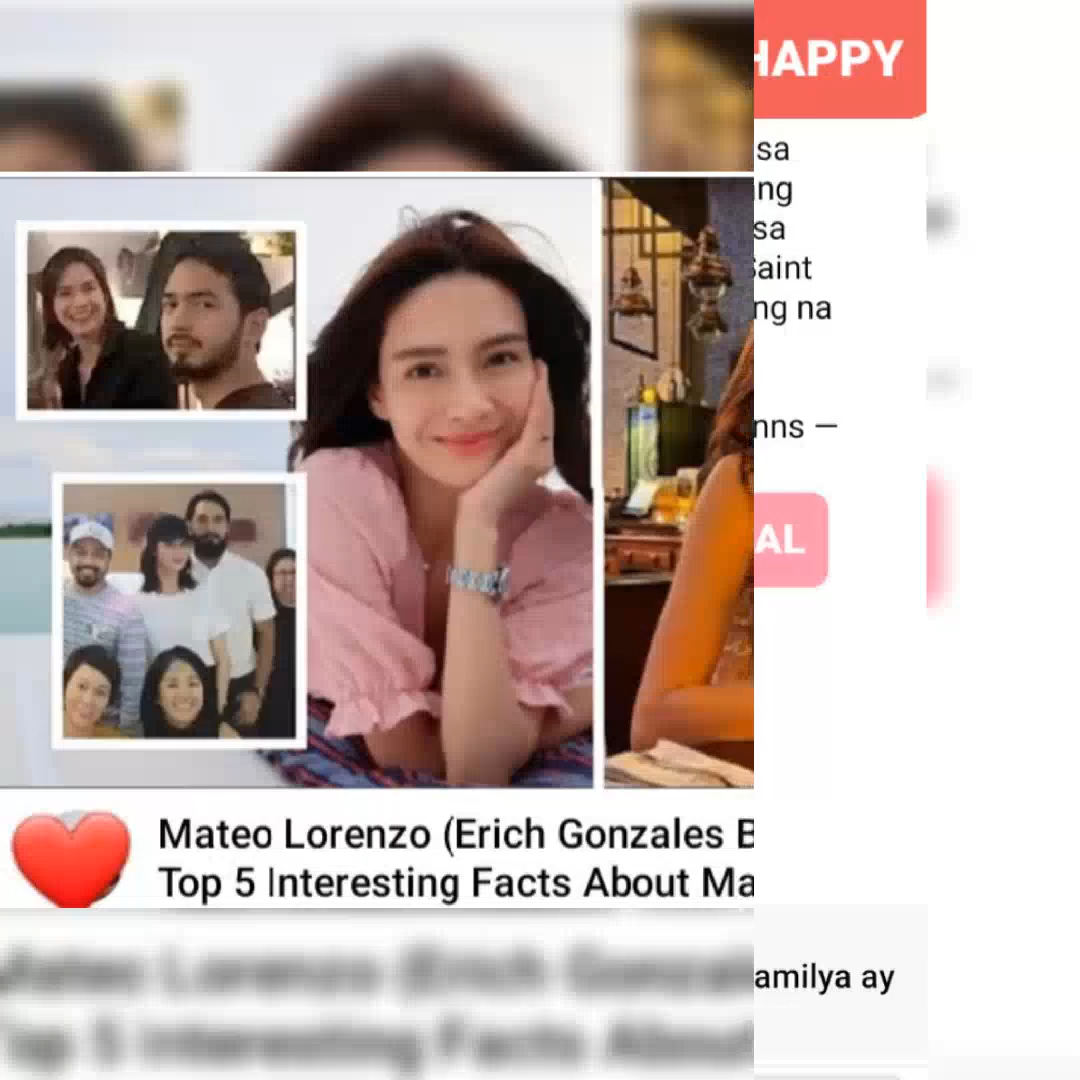 HAPPY
sa
ng
sa
Saint
ng na
nns —
AL
Mateo Lorenzo (Erich Gonzales B
Top 5 Interesting Facts About Ma
amilya ay